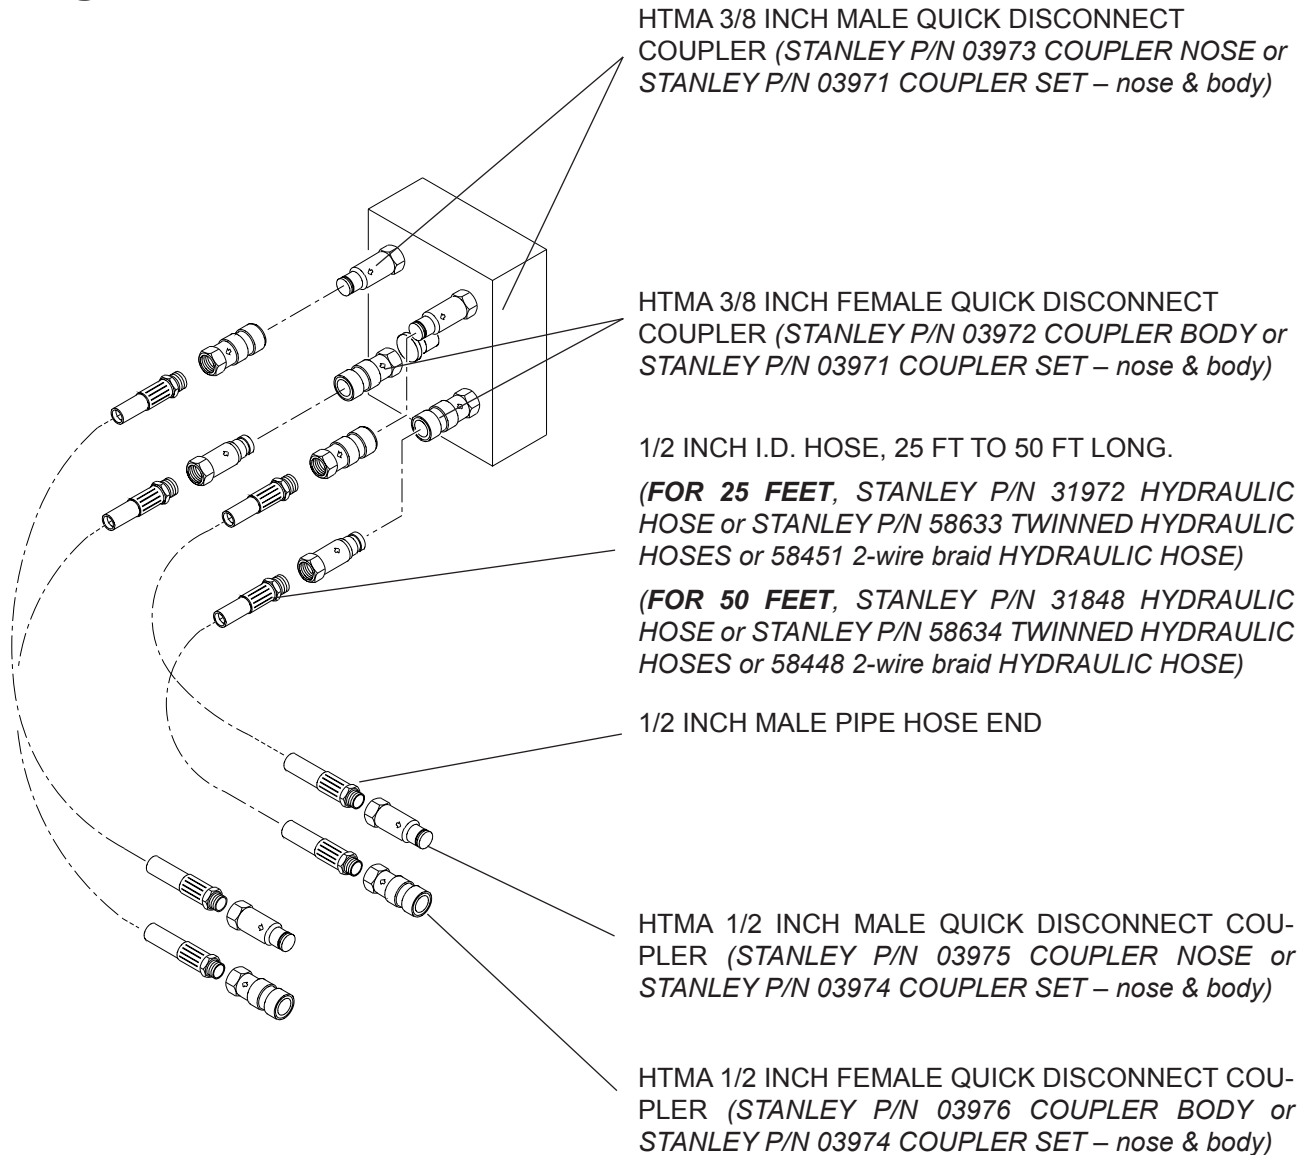 HTMA 3/8 INCH MALE QUICK DISCONNECT
COUPLER (STANLEY P/N 03973 COUPLER NOSE or
STANLEY P/N 03971 COUPLER SET – nose & body)
HTMA 3/8 INCH FEMALE QUICK DISCONNECT
COUPLER (STANLEY P/N 03972 COUPLER BODY or
STANLEY P/N 03971 COUPLER SET – nose & body)
1/2 INCH I.D. HOSE, 25 FT TO 50 FT LONG.
(FOR 25 FEET, STANLEY P/N 31972 HYDRAULIC
HOSE or STANLEY P/N 58633 TWINNED HYDRAULIC
HOSES or 58451 2-wire braid HYDRAULIC HOSE)
(FOR 50 FEET, STANLEY P/N 31848 HYDRAULIC
HOSE or STANLEY P/N 58634 TWINNED HYDRAULIC
HOSES or 58448 2-wire braid HYDRAULIC HOSE)
1/2 INCH MALE PIPE HOSE END
HTMA 1/2 INCH MALE QUICK DISCONNECT COU-
PLER (STANLEY P/N 03975 COUPLER NOSE or
STANLEY P/N 03974 COUPLER SET – nose & body)
HTMA 1/2 INCH FEMALE QUICK DISCONNECT COU-
PLER (STANLEY P/N 03976 COUPLER BODY or
STANLEY P/N 03974 COUPLER SET – nose & body)